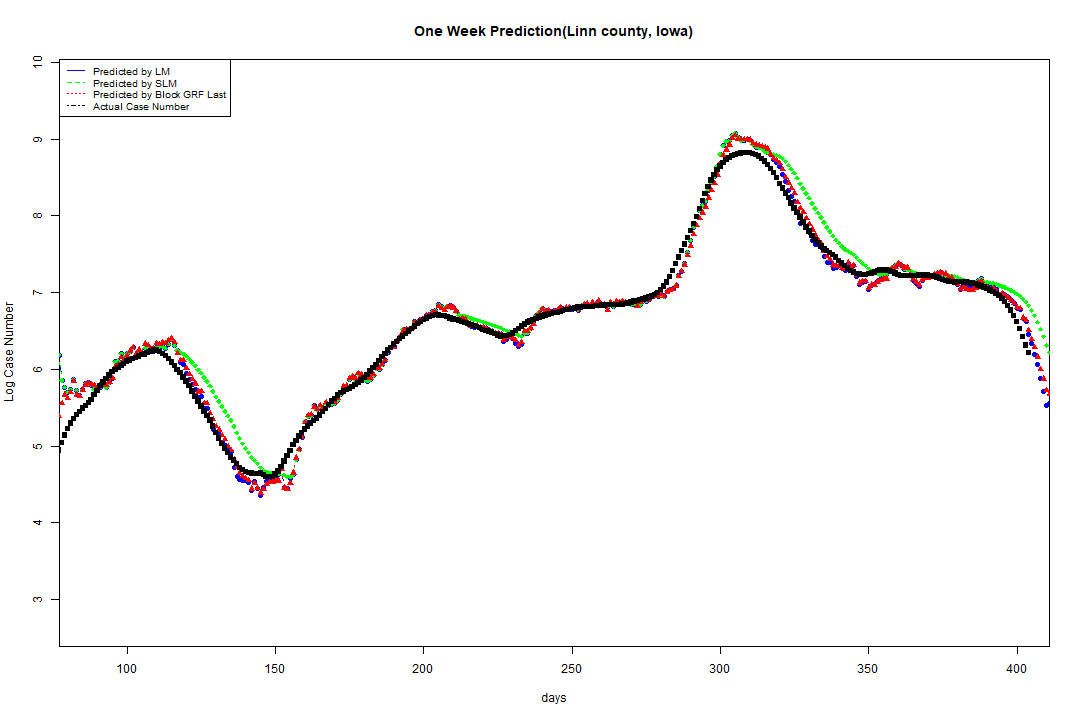 One Week Prediction(Linn county, Iowa)
Predicted by LM
Predicted by SLM
Predicted by Block GRF Last
Actual Case Number
10
9
8
7
6
5
4
3
Log Case Number
100 150 200 250 300 350 400
days